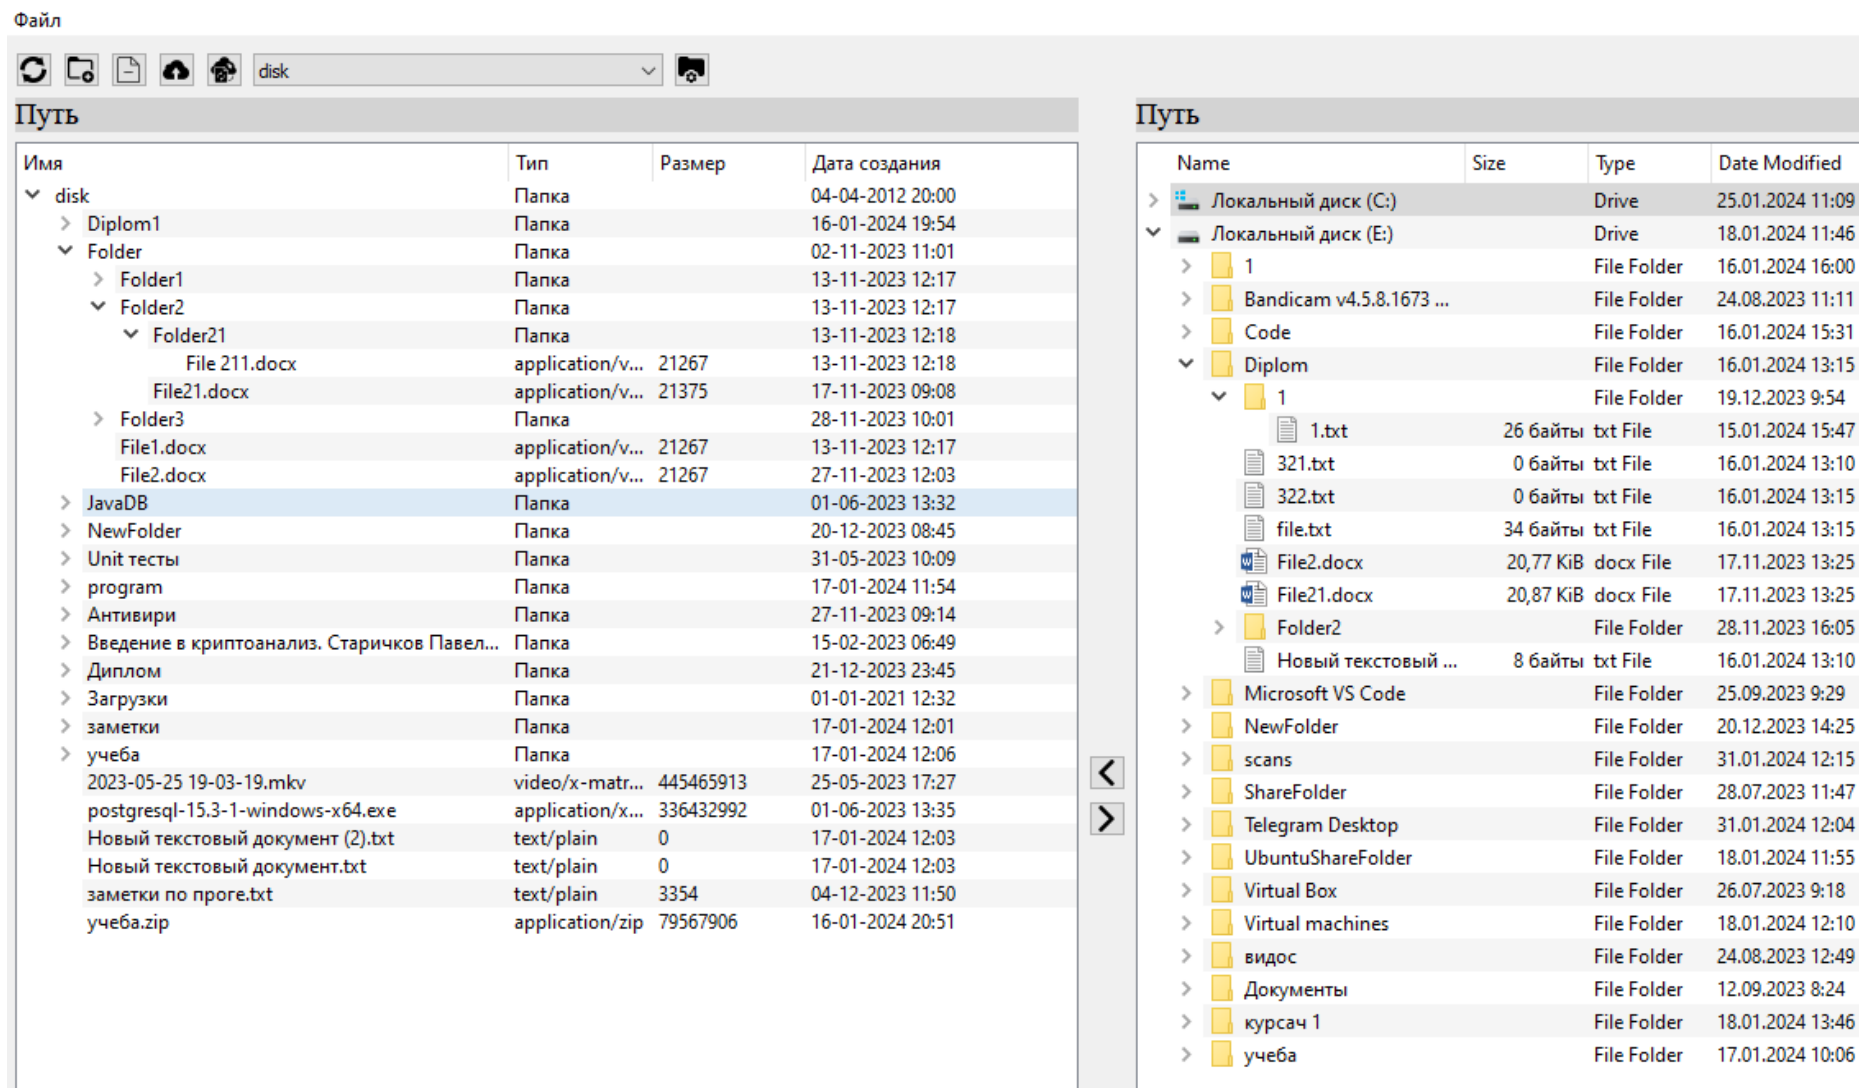 Файл
disk
Путь
Имя Тип Размер Дата создания
disk Папка 04-04-2012 20:00
Diplom1 Папка 16-01-2024 19:54
Folder Папка 02-11-2023 11:01
Folder1 Папка 13-11-2023 12:17
Folder2 Папка 13-11-2023 12:17
Folder21 Папка 13-11-2023 12:18
File 211.docx application/v... 21267 13-11-2023 12:18
File21.docx application/v... 21375 17-11-2023 09:08
Folder3 Папка 28-11-2023 10:01
File1.docx application/v... 21267 13-11-2023 12:17
File2.docx application/v... 21267 27-11-2023 12:03
JavaDB Папка 01-06-2023 13:32
NewFolder Папка 20-12-2023 08:45
Unit тесты Папка 31-05-2023 10:09
program Папка 17-01-2024 11:54
Антивири Папка 27-11-2023 09:14
Введение в криптоанализ. Старичков Павел... Папка 15-02-2023 06:49
Диплом Папка 21-12-2023 23:45
Загрузки Папка 01-01-2021 12:32
заметки Папка 17-01-2024 12:01
учеба Папка 17-01-2024 12:06
2023-05-25 19-03-19.mkv video/x-matr... 445465913 25-05-2023 17:27
postgresql-15.3-1-windows-x64.exe application/x... 336432992 01-06-2023 13:35
Новый текстовый документ (2).txt text/plain 0 17-01-2024 12:03
Новый текстовый документ.txt text/plain 0 17-01-2024 12:03
заметки по проге.txt text/plain 3354 04-12-2023 11:50
учеба.zip application/zip 79567906 16-01-2024 20:51
Путь
Name Size Type Date Modified
Локальный диск (C:) Drive 25.01.2024 11:09
Локальный диск (E:) Drive 18.01.2024 11:46
1 File Folder 16.01.2024 16:00
Bandicam v4.5.8.1673 ... File Folder 24.08.2023 11:11
Code File Folder 16.01.2024 15:31
Diplom File Folder 16.01.2024 13:15
1 File Folder 19.12.2023 9:54
1.txt 26 байты txt File 15.01.2024 15:47
321.txt 0 байты txt File 16.01.2024 13:10
322.txt 0 байты txt File 16.01.2024 13:15
file.txt 34 байты txt File 16.01.2024 13:15
File2.docx 20,77 KiB docx File 17.11.2023 13:25
File21.docx 20,87 KiB docx File 17.11.2023 13:25
Folder2 File Folder 28.11.2023 16:05
Новый текстовый ... 8 байты txt File 16.01.2024 13:10
Microsoft VS Code File Folder 25.09.2023 9:29
NewFolder File Folder 20.12.2023 14:25
scans File Folder 31.01.2024 12:15
ShareFolder File Folder 28.07.2023 11:47
Telegram Desktop File Folder 31.01.2024 12:04
UbuntuShareFolder File Folder 18.01.2024 11:55
Virtual Box File Folder 26.07.2023 9:18
Virtual machines File Folder 18.01.2024 12:10
видос File Folder 24.08.2023 12:49
Документы File Folder 12.09.2023 8:24
курсач 1 File Folder 18.01.2024 13:46
учеба File Folder 17.01.2024 10:06